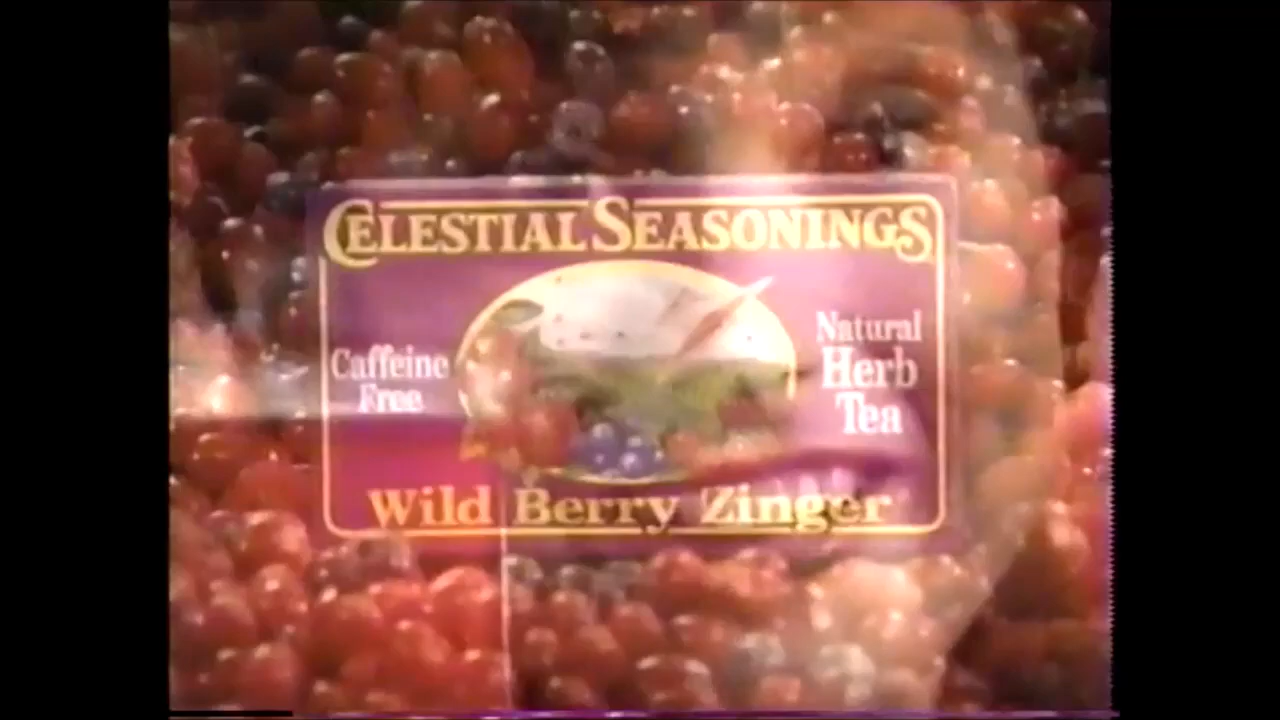 CELESTIAL SEASONINGS
Caffeine
Free
Natural
Herb
Tea
Wild Berry Zinger